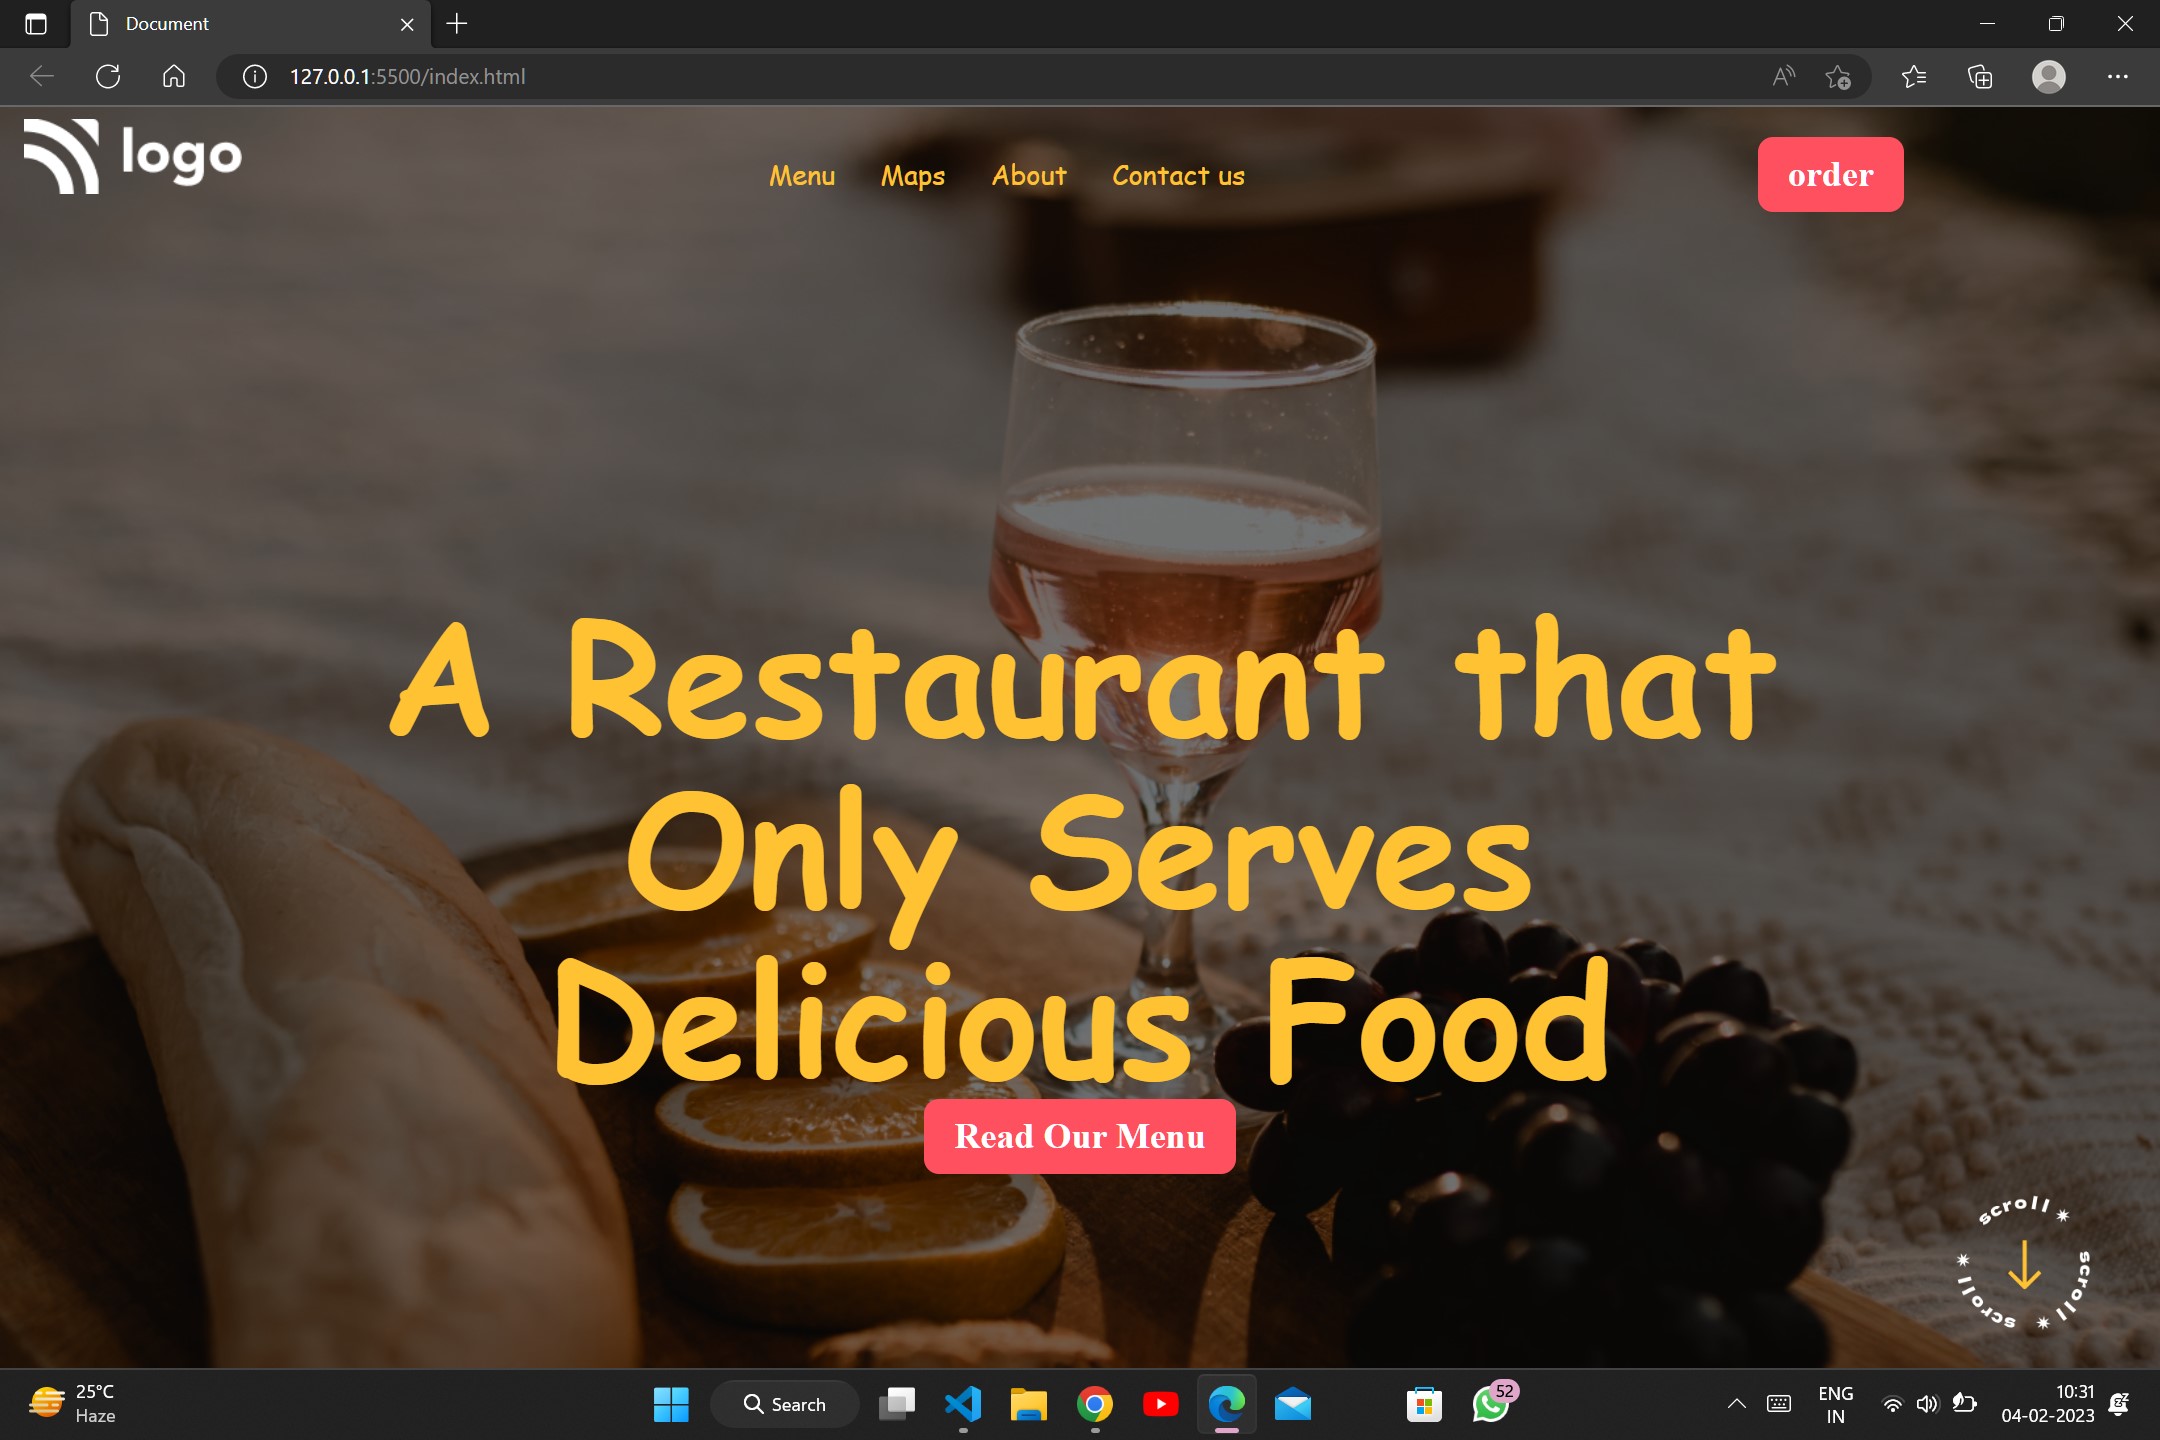 Document
127.0.0.1:5500/index.html
logo
Menu Maps About Contact us
order
A Restaurant that
Only Serves
Delicious Food
Read Our Menu
scroll * scroll * scroll *
25°C
Haze
Search
52
ENG
IN
10:31
04-02-2023